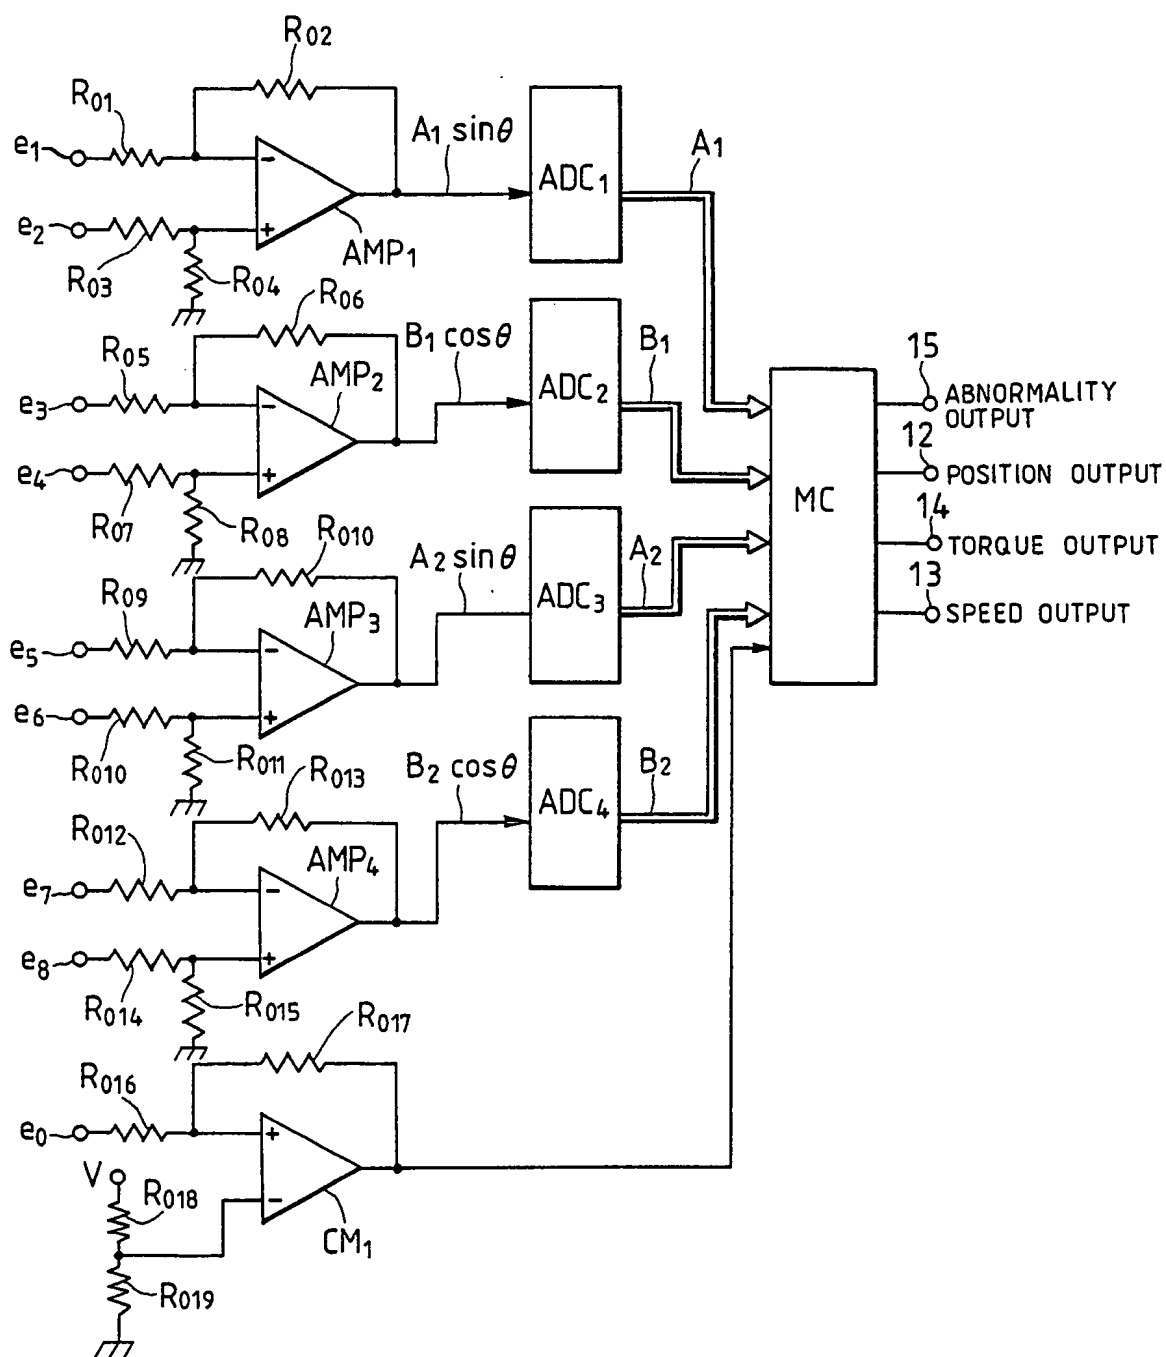 R02
R01
e1
A1 sinθ
ADC1
A1
e2
AMP1
R03
R04
R06
R05
B1 cosθ
AMP2
B1
e3
ADC2
15
ABNORMALITY
OUTPUT
12
e4
POSITION OUTPUT
MC
R07
R08
R010
14
A2 sinθ
A2
TORQUE OUTPUT
R09
AMP3
ADC3
13
SPEED OUTPUT
e5
e6
R010
R011
R013
B2 cosθ
B2
ADC4
R012
AMP4
e7
e8
R014
R015
R017
R016
e0
V
R018
CM1
R019